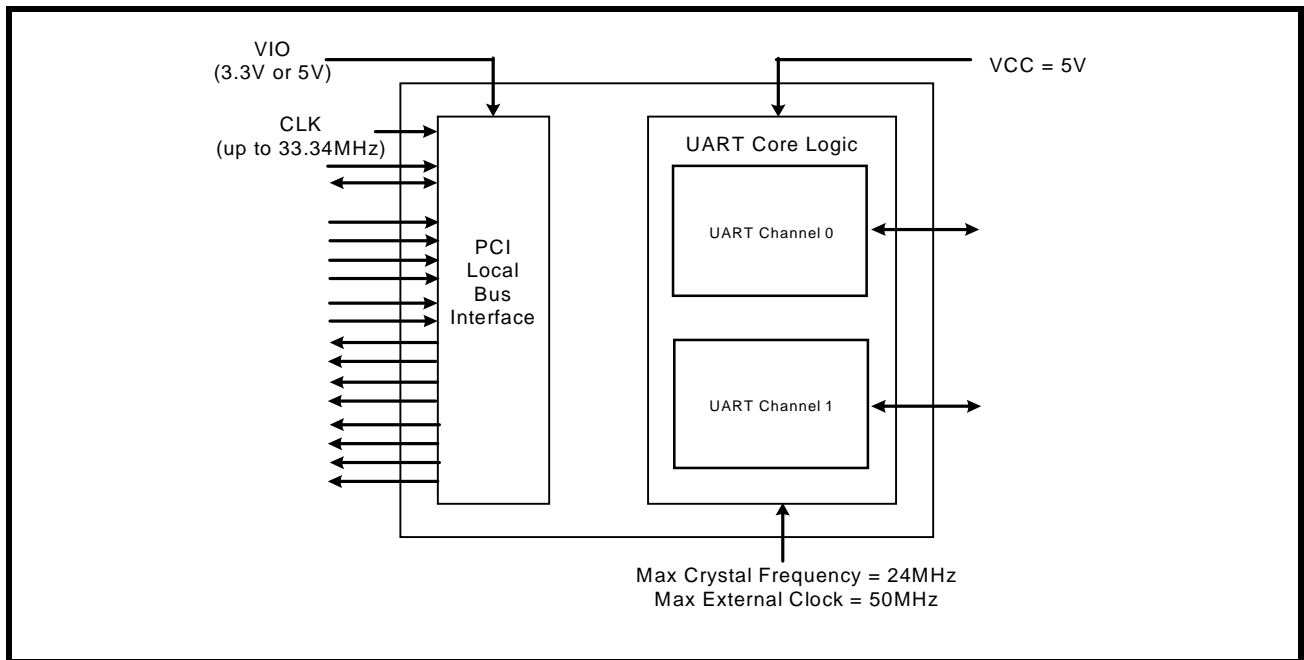 VIO
(3.3V or 5V)
VCC = 5V
CLK
(up to 33.34MHz)
UART Core Logic
UART Channel 0
PCI
Local
Bus
Interface
UART Channel 1
Max Crystal Frequency = 24MHz
Max External Clock = 50MHz